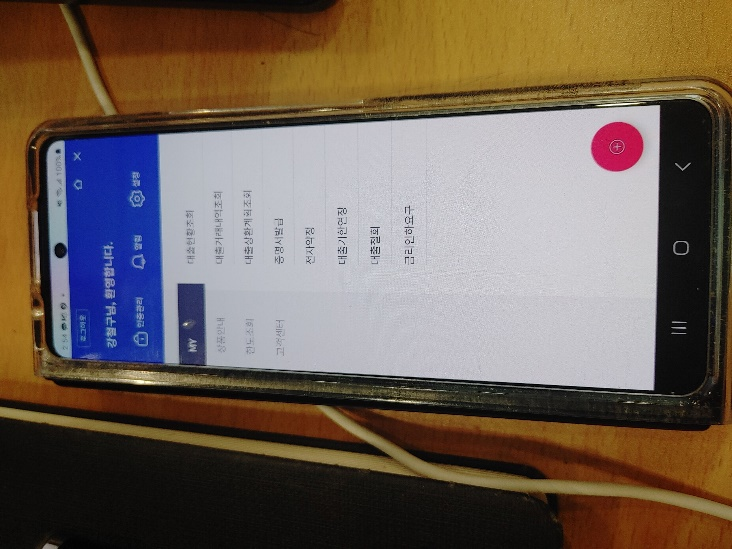 2:54
100%
로그아웃
강철구님, 환영합니다.
인증관리
알림
설정
MY
상품안내
한도조회
고객센터
대출현황조회
대출거래내역조회
대출상환계획조회
증명서발급
전자약정
대출기한연장
대출철회
금리인하요구